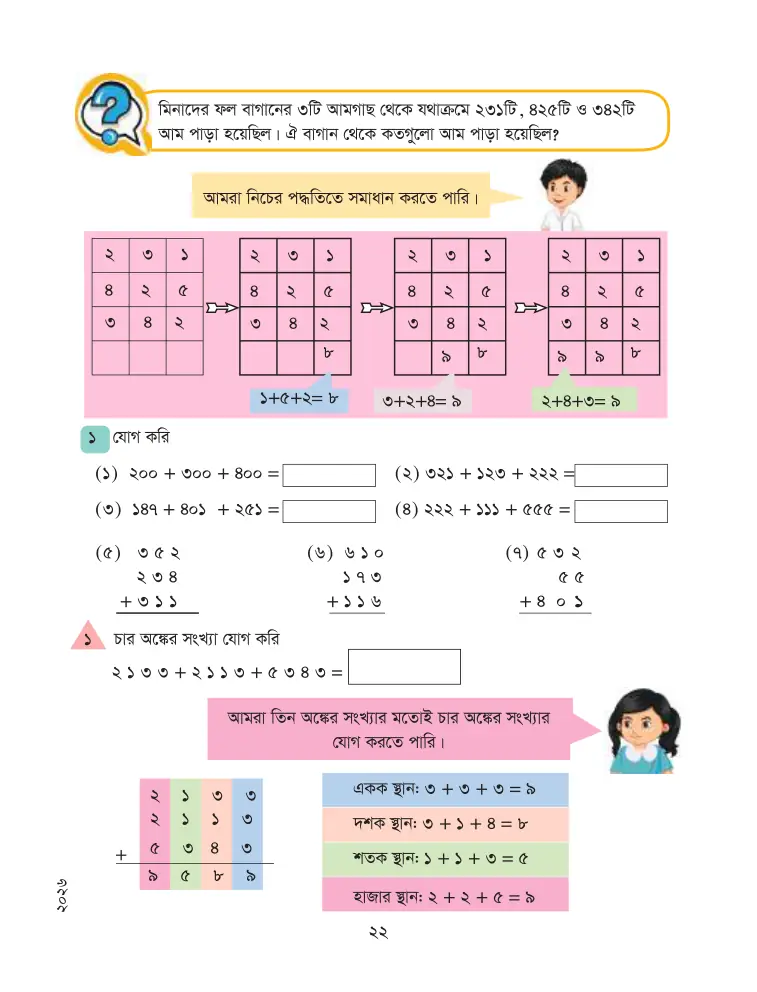 মিনাদের ফল বাগানের ৩টি আমগাছ থেকে যথাক্রমে ২৩১টি, ৪২৫টি ও ৩৪২টি
আম পাড়া হয়েছিল। ঐ বাগান থেকে কতগুলো আম পাড়া হয়েছিল?
আমরা নিচের পদ্ধতিতে সমাধান করতে পারি।
২ ৩ ১ ২ ৩ ১ ২ ৩ ১ ২ ৩ ১
৪ ২ ৫ ৪ ২ ৫ ৪ ২ ৫ ৪ ২ ৫
৩ ৪ ২ ৩ ৪ ২ ৩ ৪ ২ ৩ ৪ ২
৮ ৯ ৮ ৯ ৯ ৮
১+৫+২= ৮ ৩+২+৪= ৯ ২+৪+৩= ৯
১ যোগ করি
(১) ২০০ + ৩০০ + ৪০০ = (২) ৩২১ + ১২৩ + ২২২ =
(৩) ১৪৭ + ৪০১ + ২৫১ = (৪) ২২২ + ১১১ + ৫৫৫ =
(৫) ৩ ৫ ২ (৬) ৬ ১ ০ (৭) ৫ ৩ ২
২ ৩ ৪ ১ ৭ ৩ ৫ ৫
+ ৩ ১ ১ + ১ ১ ৬ + ৪ ০ ১
১ চার অঙ্কের সংখ্যা যোগ করি
২ ১ ৩ ৩ + ২ ১ ১ ৩ + ৫ ৩ ৪ ৩ =
আমরা তিন অঙ্কের সংখ্যার মতোই চার অঙ্কের সংখ্যার
যোগ করতে পারি।
২ ১ ৩ ৩
২ ১ ১ ৩
+ ৫ ৩ ৪ ৩
৯ ৫ ৮ ৯
একক স্থান: ৩ + ৩ + ৩ = ৯
দশক স্থান: ৩ + ১ + ৪ = ৮
শতক স্থান: ১ + ১ + ৩ = ৫
হাজার স্থান: ২ + ২ + ৫ = ৯
২০২৬
২২